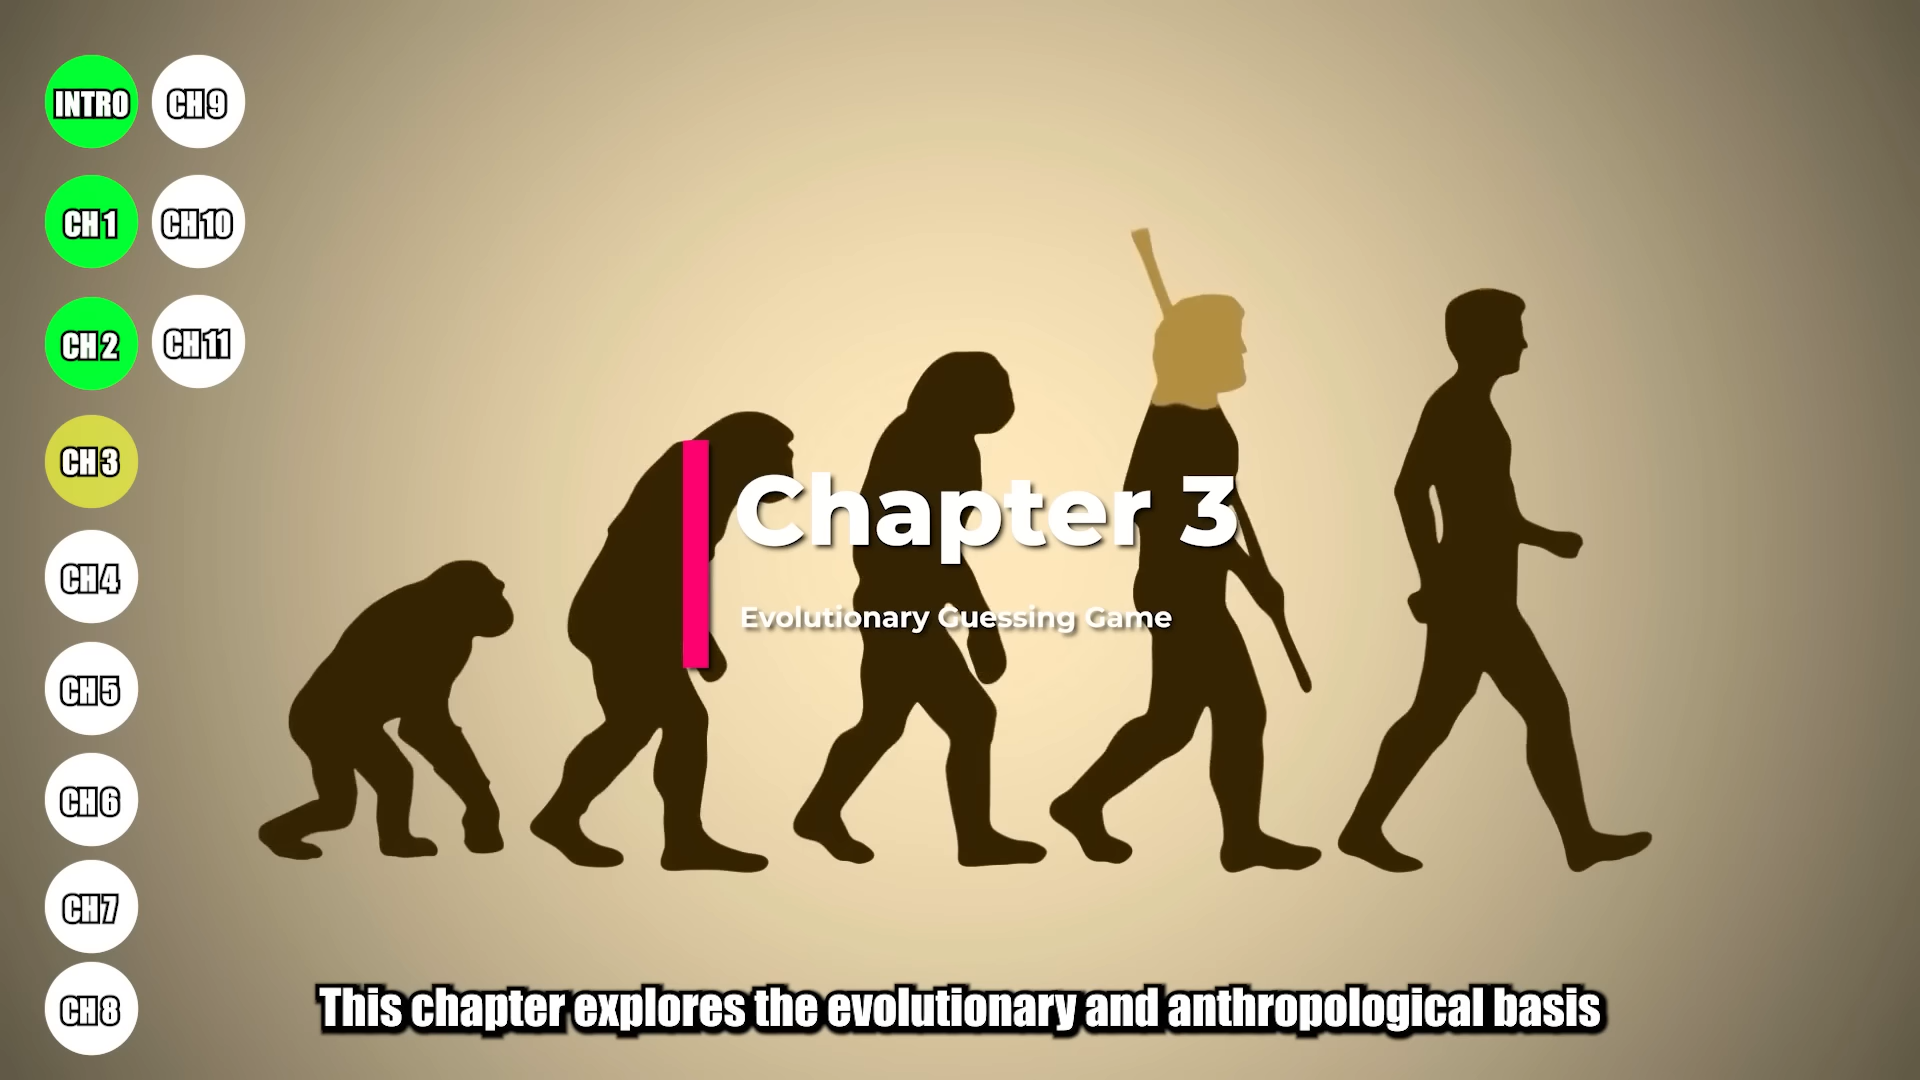 INTRO
CH 1
CH 2
CH 3
CH 4
CH 5
CH 6
CH 7
CH 8
CH 9
CH 10
CH 11
Chapter 3
Evolutionary Guessing Game
This chapter explores the evolutionary and anthropological basis